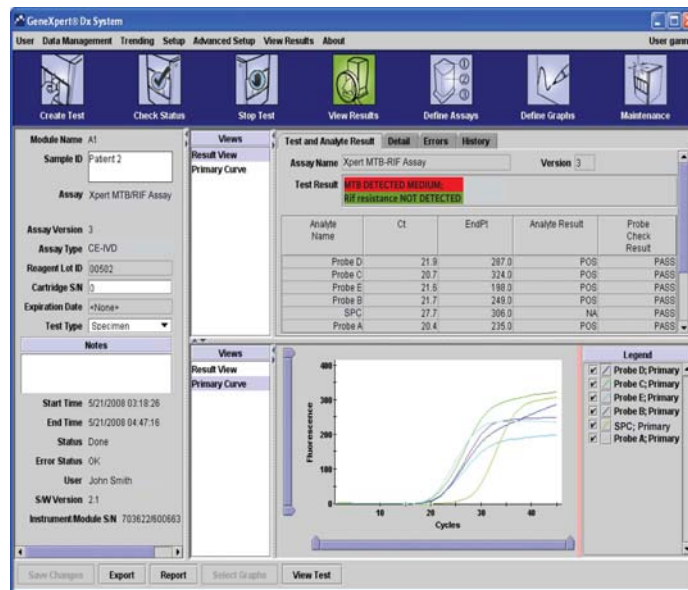 GeneXpert® Dx System
User Data Management Trending Setup Advanced Setup View Results About
User
Create Test Check Status Stop Test View Results Define Assays Define Graphs Maintenance
Module Name A1
Sample ID Patient 2
Assay Xpert MTB/RIF Assay
Assay Version 3
Assay Type CE-IVD
Reagent Lot ID 00502
Cartridge S/N 0
Expiration Date <None>
Test Type Specimen
Notes
Start Time 5/21/2008 03:18:26
End Time 5/21/2008 04:47:16
Status Done
Error Status OK
User John Smith
S/W Version 2.1
Instrument/Module S/N 703622/600663
Views
Result View
Primary Curve
Test and Analyte Result Detail Errors History
Assay Name Xpert MTB-RIF Assay Version 3
Test Result MTB DETECTED MEDIUM;
Rif resistance NOT DETECTED
Analyte Name Ct EndPt Analyte Result Probe Check Result
Probe D 21.9 287.0 POS PASS
Probe C 20.7 324.0 POS PASS
Probe E 21.6 198.0 POS PASS
Probe B 21.7 249.0 POS PASS
SPC 27.7 306.0 NA PASS
Probe A 20.4 235.0 POS PASS
Views
Result View
Primary Curve
Fluorescence
400
300
200
100
0
10 20 30 40
Cycles
Legend
Probe D; Primary
Probe C; Primary
Probe E; Primary
Probe B; Primary
SPC; Primary
Probe A; Primary
Save Changes Export Report Select Graphs View Test